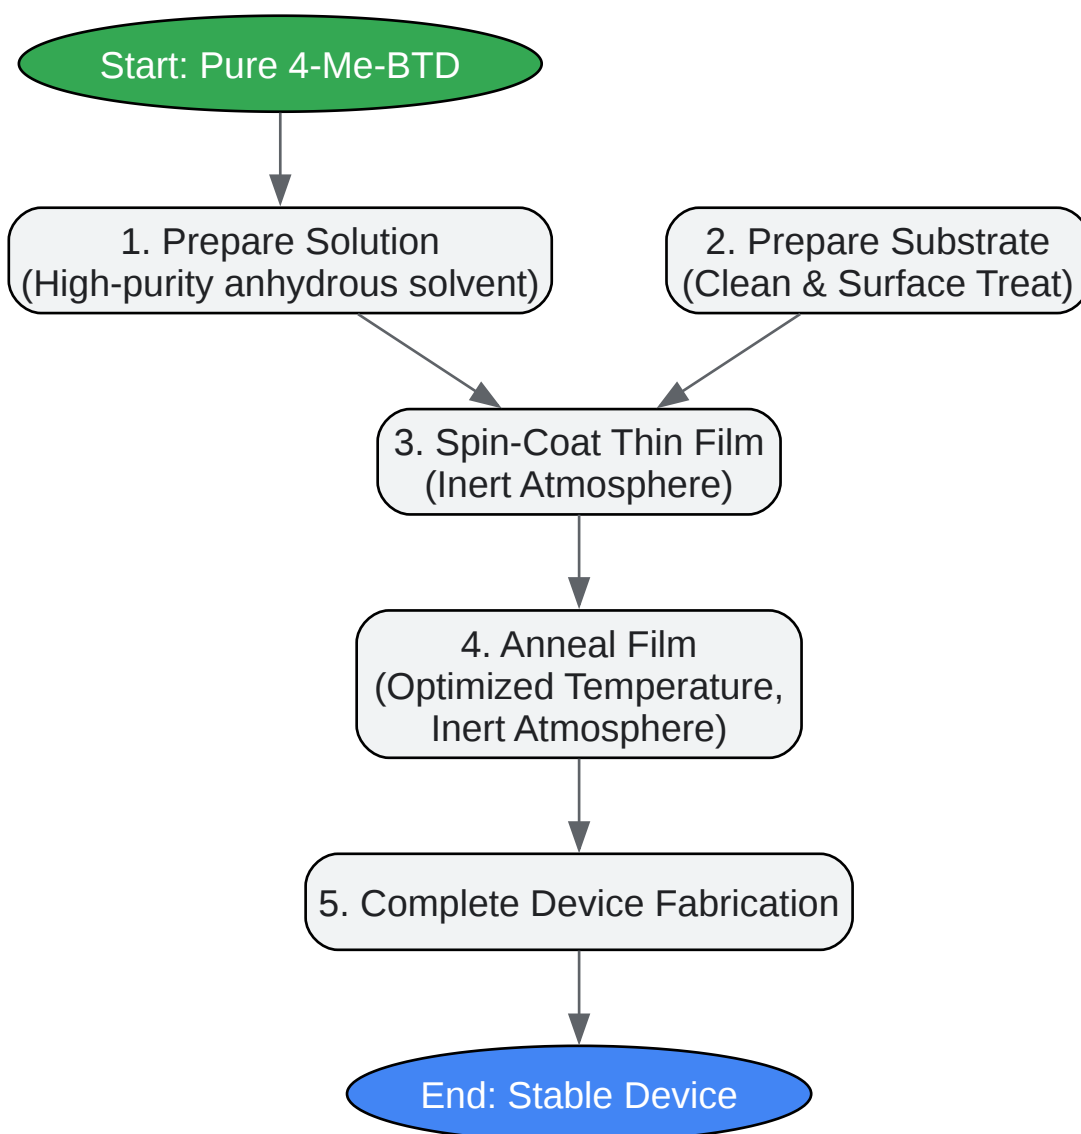 Start: Pure 4-Me-BTD
1. Prepare Solution
(High-purity anhydrous solvent)
2. Prepare Substrate
(Clean & Surface Treat)
3. Spin-Coat Thin Film
(Inert Atmosphere)
4. Anneal Film
(Optimized Temperature,
Inert Atmosphere)
5. Complete Device Fabrication
End: Stable Device